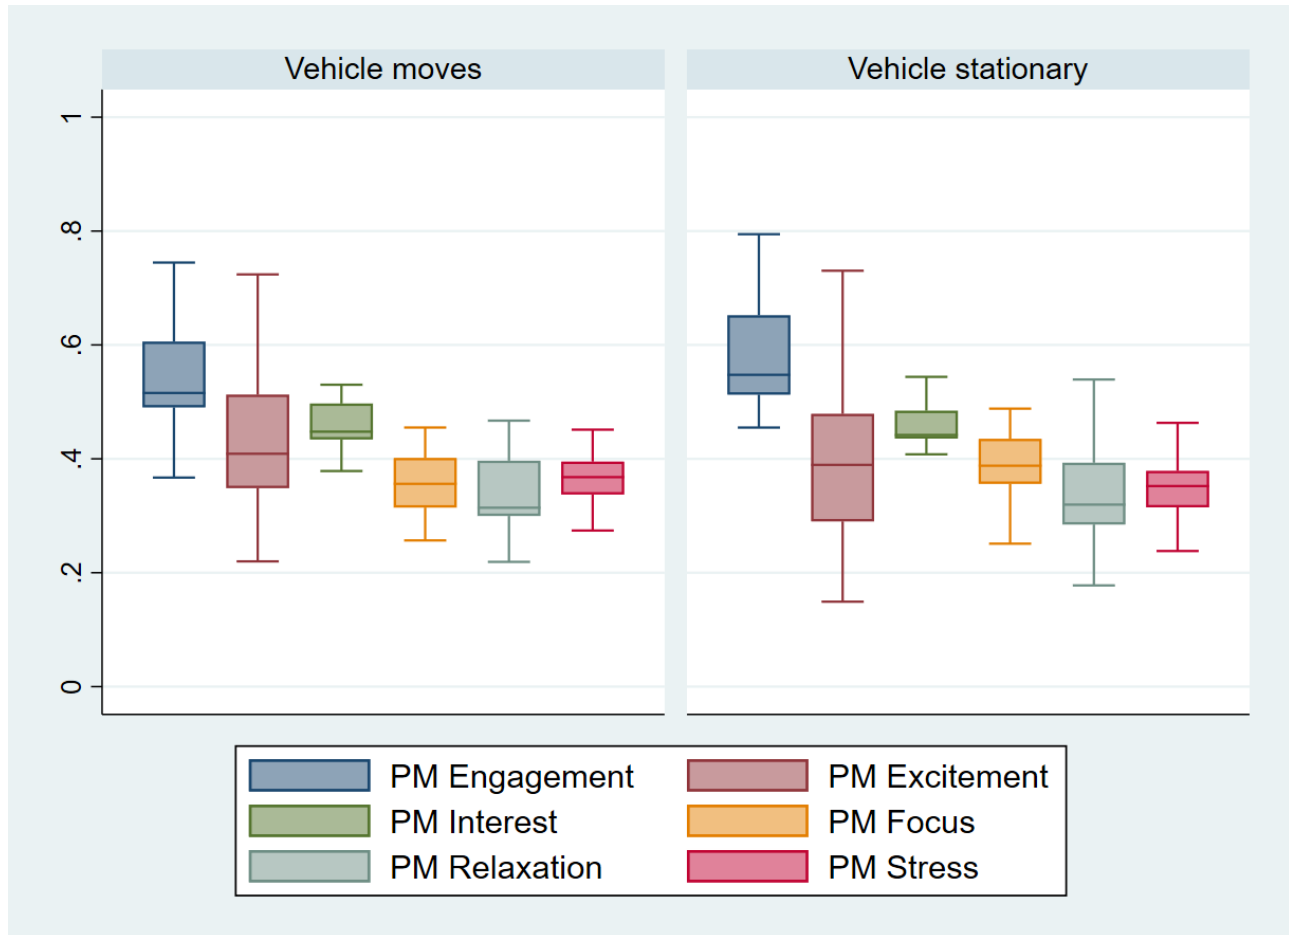 Vehicle moves
Vehicle stationary
1
.8
.6
.4
.2
0
PM Engagement
PM Excitement
PM Interest
PM Focus
PM Relaxation
PM Stress